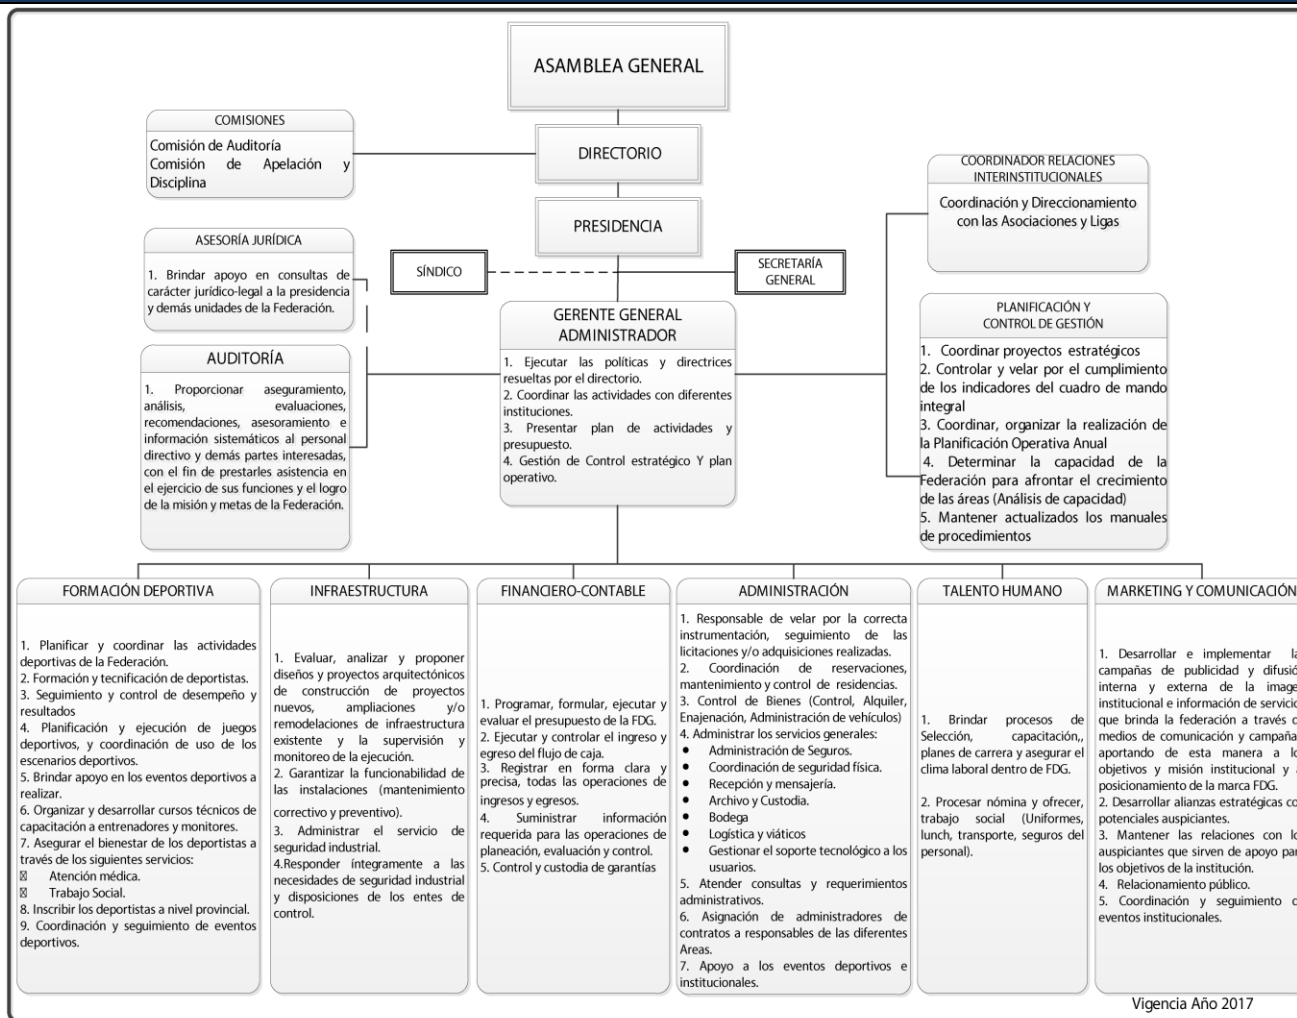 ASAMBLEA GENERAL
COMISIONES
Comisión de Auditoría
Comisión de Apelación y
Disciplina
DIRECTORIO
PRESIDENCIA
COORDINADOR RELACIONES
INTERINSTITUCIONALES
Coordinación y Direccionamiento
con las Asociaciones y Ligas
ASESORÍA JURÍDICA
1. Brindar apoyo en consultas de
carácter jurídico-legal a la presidencia
y demás unidades de la Federación.
SÍNDICO
SECRETARÍA
GENERAL
AUDITORÍA
1. Proporcionar aseguramiento,
análisis, evaluaciones,
recomendaciones, asesoramiento e
información sistemáticos al personal
directivo y demás partes interesadas,
con el fin de prestarles asistencia en
el ejercicio de sus funciones y el logro
de la misión y metas de la Federación.
GERENTE GENERAL
ADMINISTRADOR
1. Ejecutar las políticas y directrices
resueltas por el directorio.
2. Coordinar las actividades con diferentes
instituciones.
3. Presentar plan de actividades y
presupuesto.
4. Gestión de Control estratégico Y plan
operativo.
PLANIFICACIÓN Y
CONTROL DE GESTIÓN
1. Coordinar proyectos estratégicos
2. Controlar y velar por el cumplimiento
de los indicadores del cuadro de mando
integral
3. Coordinar, organizar la realización de
la Planificación Operativa Anual
4. Determinar la capacidad de la
Federación para afrontar el crecimiento
de las áreas (Análisis de capacidad)
5. Mantener actualizados los manuales
de procedimientos
FORMACIÓN DEPORTIVA
1. Planificar y coordinar las actividades
deportivas de la Federación.
2. Formación y tecnificación de deportistas.
3. Seguimiento y control de desempeño y
resultados
4. Planificación y ejecución de juegos
deportivos, y coordinación de uso de los
escenarios deportivos.
5. Brindar apoyo en los eventos deportivos a
realizar.
6. Organizar y desarrollar cursos técnicos de
capacitación a entrenadores y monitores.
7. Asegurar el bienestar de los deportistas a
través de los siguientes servicios:
Atención médica.
Trabajo Social.
8. Inscribir los deportistas a nivel provincial.
9. Coordinación y seguimiento de eventos
deportivos.
INFRAESTRUCTURA
1. Evaluar, analizar y proponer
diseños y proyectos arquitectónicos
de construcción de proyectos
nuevos, ampliaciones y/o
remodelaciones de infraestructura
existente y la supervisión y
monitoreo de la ejecución.
2. Garantizar la funcionabilidad de
las instalaciones (mantenimiento
correctivo y preventivo).
3. Administrar el servicio de
seguridad industrial.
4.Responder íntegramente a las
necesidades de seguridad industrial
y disposiciones de los entes de
control.
FINANCIERO-CONTABLE
1. Programar, formular, ejecutar y
evaluar el presupuesto de la FDG.
2. Ejecutar y controlar el ingreso y
egreso del flujo de caja.
3. Registrar en forma clara y
precisa, todas las operaciones de
ingresos y egresos.
4. Suministrar información
requerida para las operaciones de
planeación, evaluación y control.
5. Control y custodia de garantías
ADMINISTRACIÓN
1. Responsable de velar por la correcta
instrumentación, seguimiento de las
licitaciones y/o adquisiciones realizadas.
2. Coordinación de reservaciones,
mantenimiento y control de residencias.
3. Control de Bienes (Control, Alquiler,
Enajenación, Administración de vehículos)
4. Administrar los servicios generales:
● Administración de Seguros.
● Coordinación de seguridad física.
● Recepción y mensajería.
● Archivo y Custodia.
● Bodega
● Logística y viáticos
● Gestionar el soporte tecnológico a los
usuarios.
5. Atender consultas y requerimientos
administrativos.
6. Asignación de administradores de
contratos a responsables de las diferentes
Areas.
7. Apoyo a los eventos deportivos e
institucionales.
TALENTO HUMANO
1. Brindar procesos de
Selección, capacitación,,
planes de carrera y asegurar el
clima laboral dentro de FDG.
2. Procesar nómina y ofrecer,
trabajo social (Uniformes,
lunch, transporte, seguros del
personal).
MARKETING Y COMUNICACIÓN
1. Desarrollar e implementar
campañas de publicidad y difusió
interna y externa de la image
institucional e información de servicio
que brinda la federación a través
medios de comunicación y campaña
aportando de esta manera a
objetivos y misión institucional y
posicionamiento de la marca FDG.
2. Desarrollar alianzas estratégicas co
potenciales auspiciantes.
3. Mantener las relaciones con
auspiciantes que sirven de apoyo par
los objetivos de la institución.
4. Relacionamiento público.
5. Coordinación y seguimiento
eventos institucionales.
Vigencia Año 2017